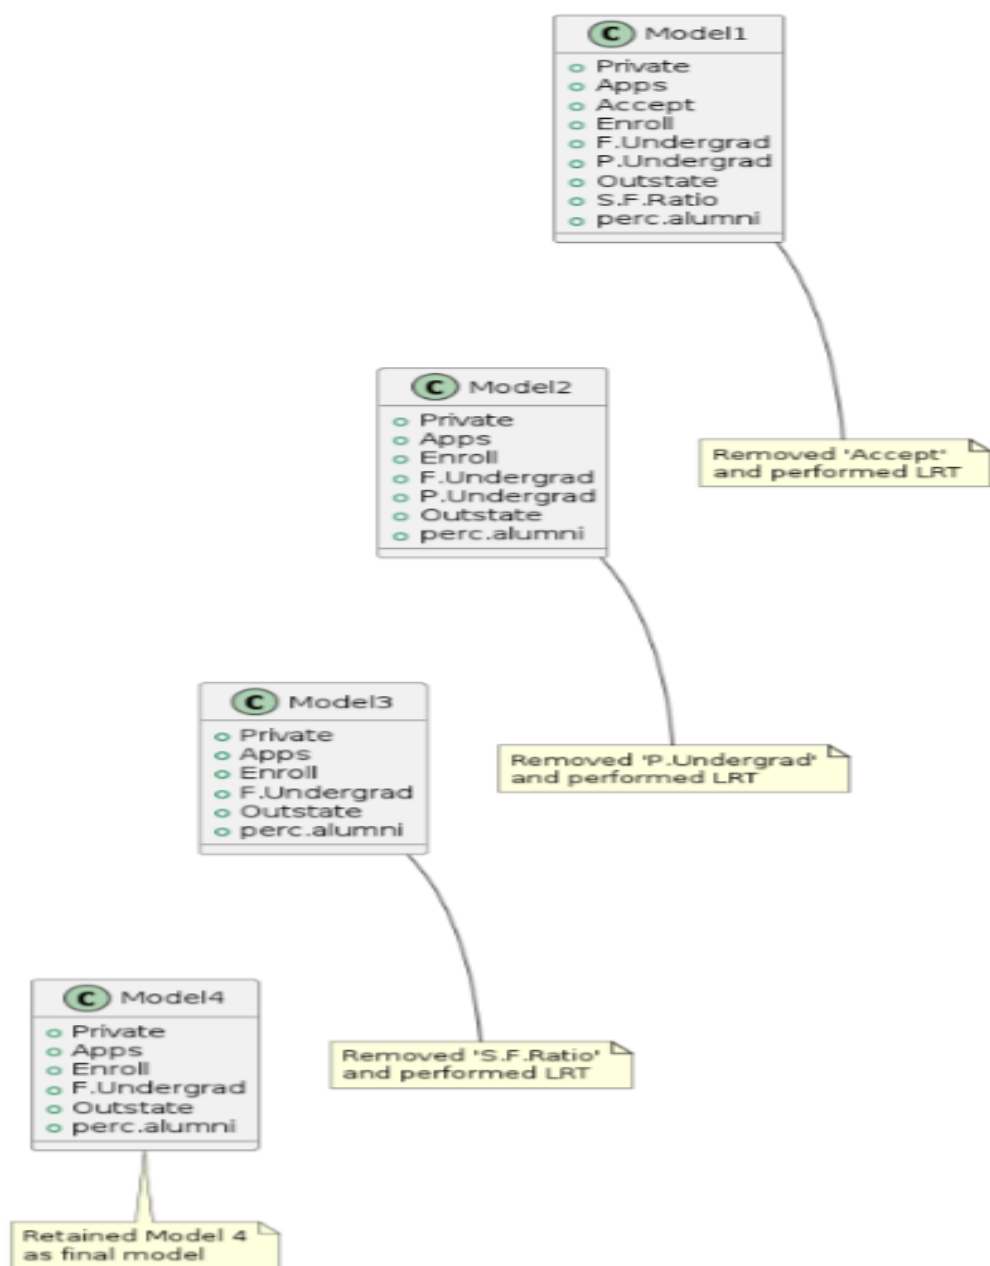 C Model1
Private
Apps
Accept
Enroll
F.Undergrad
P.Undergrad
Outstate
S.F.Ratio
perc.alumni
C Model2
Private
Apps
Enroll
F.Undergrad
P.Undergrad
Outstate
perc.alumni
Removed 'Accept'
and performed LRT
C Model3
Private
Apps
Enroll
F.Undergrad
Outstate
perc.alumni
Removed 'P.Undergrad'
and performed LRT
C Model4
Private
Apps
Enroll
F.Undergrad
Outstate
perc.alumni
Removed 'S.F.Ratio'
and performed LRT
Retained Model 4
as final model